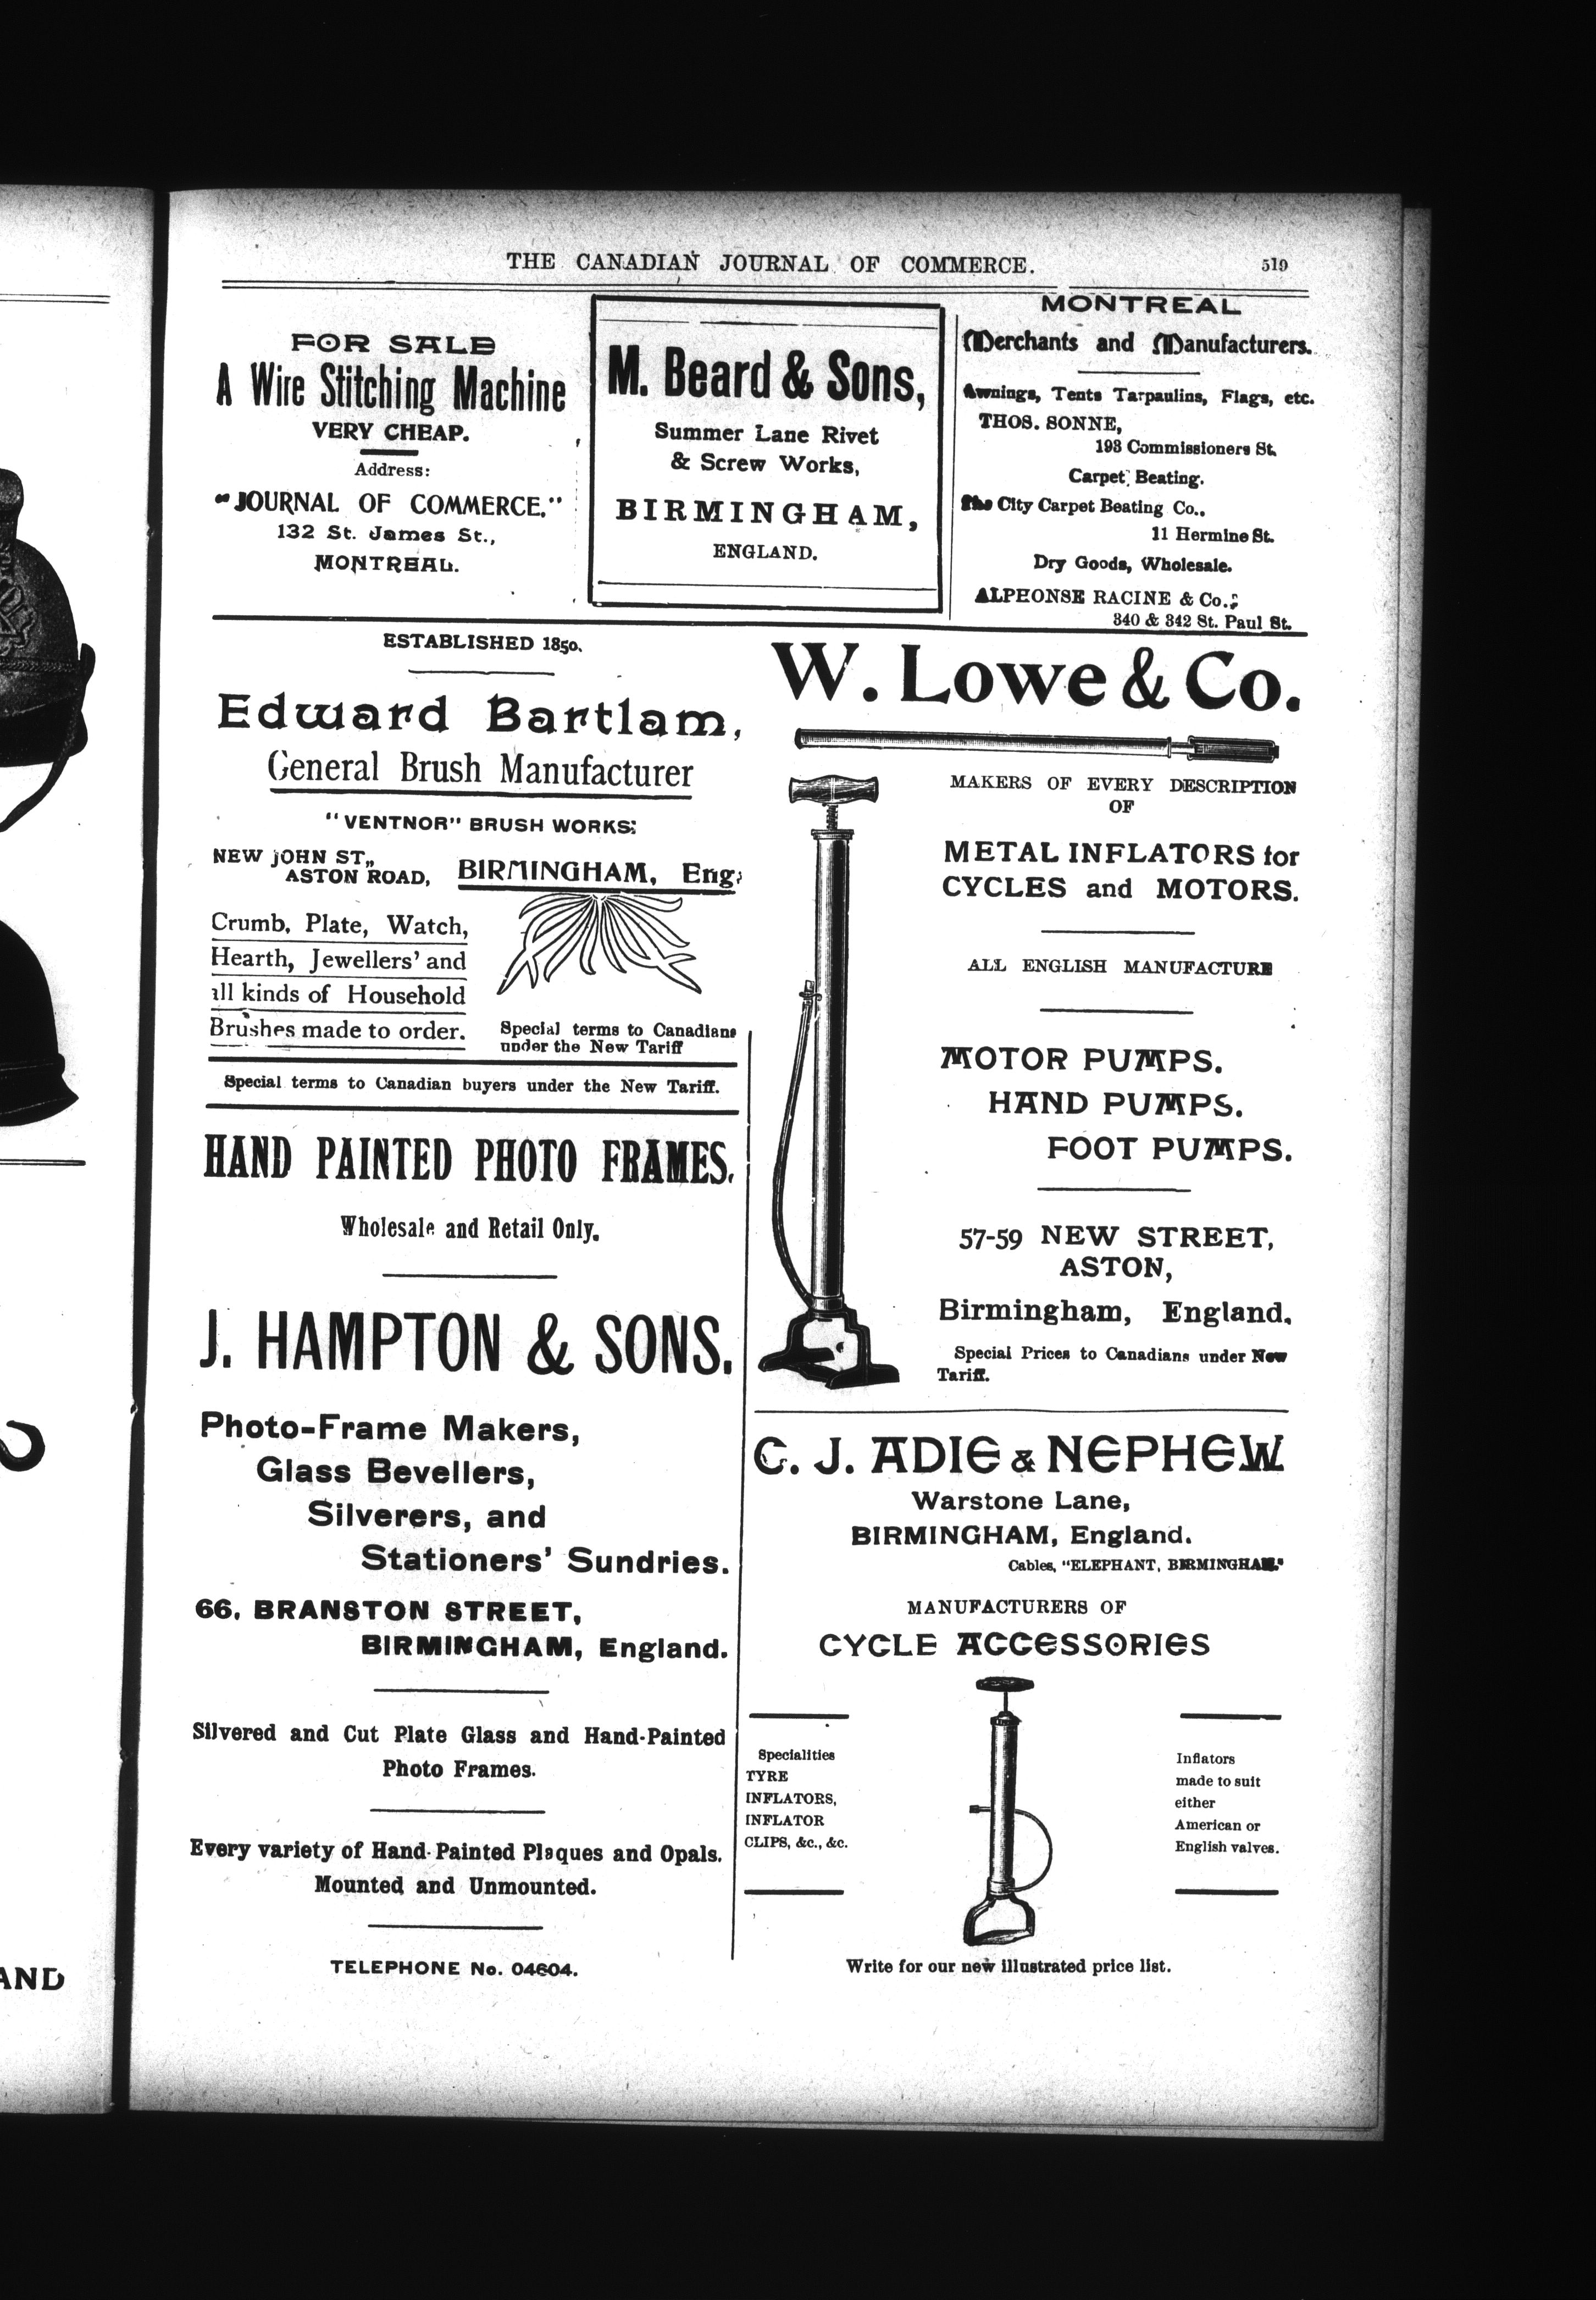 THE CANADIAN JOURNAL OF COMMERCE.
519
FOR SALE
A Wire Stitching Machine
VERY CHEAP.
Address:
"JOURNAL OF COMMERCE."
132 St. James St.,
MONTREAL.
M. Beard & Sons,
Summer Lane Rivet
& Screw Works,
BIRMINGHAM,
ENGLAND.
MONTREAL
Merchants and Manufacturers.
Awnings, Tents Tarpaulins, Flags, etc.
THOS. SONNE,
193 Commissioners St.
Carpet Beating.
The City Carpet Beating Co.,
11 Hermine St.
Dry Goods, Wholesale.
ALPHONSE RACINE & Co.,
340 & 342 St. Paul St.
ESTABLISHED 1850.
Edward Bartlam,
General Brush Manufacturer
"VENTNOR" BRUSH WORKS:
NEW JOHN ST.,
ASTON ROAD,
BIRMINGHAM, Eng.
Crumb, Plate, Watch,
Hearth, Jewellers' and
all kinds of Household
Brushes made to order.
Special terms to Canadians
under the New Tariff
Special terms to Canadian buyers under the New Tariff.
HAND PAINTED PHOTO FRAMES.
Wholesale and Retail Only.
J. HAMPTON & SONS.
Photo-Frame Makers,
Glass Bevellers,
Silverers, and
Stationers' Sundries.
66, BRANSTON STREET,
BIRMINGHAM, England.
Silvered and Cut Plate Glass and Hand-Painted
Photo Frames.
Every variety of Hand-Painted Plaques and Opals.
Mounted and Unmounted.
TELEPHONE No. 04604.
W. Lowe & Co.
MAKERS OF EVERY DESCRIPTION
OF
METAL INFLATORS for
CYCLES and MOTORS.
ALL ENGLISH MANUFACTURE
MOTOR PUMPS.
HAND PUMPS.
FOOT PUMPS.
57-59 NEW STREET,
ASTON,
Birmingham, England.
Special Prices to Canadians under New
Tariff.
C. J. ADIE & NEPHEW
Warstone Lane,
BIRMINGHAM, England.
Cables, "ELEPHANT, BIRMINGHAM."
MANUFACTURERS OF
CYCLE ACCESSORIES
Specialities
TYRE
INFLATORS,
INFLATOR
CLIPS, &c., &c.
Inflators
made to suit
either
American or
English valves.
Write for our new illustrated price list.